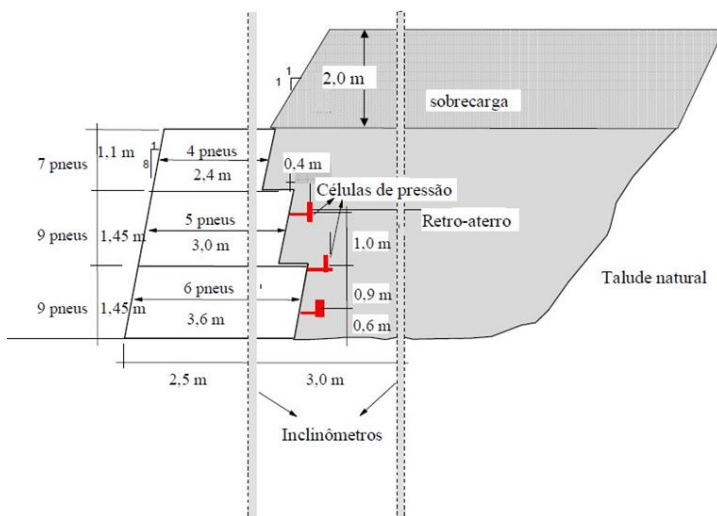 1
1
2,0 m
sobrecarga
7 pneus
1,1 m
1
8
4 pneus
2,4 m
0,4 m
Células de pressão
Retro-aterro
9 pneus
1,45 m
5 pneus
3,0 m
1,0 m
Talude natural
9 pneus
1,45 m
6 pneus
3,6 m
0,9 m
0,6 m
2,5 m
3,0 m
Inclinômetros